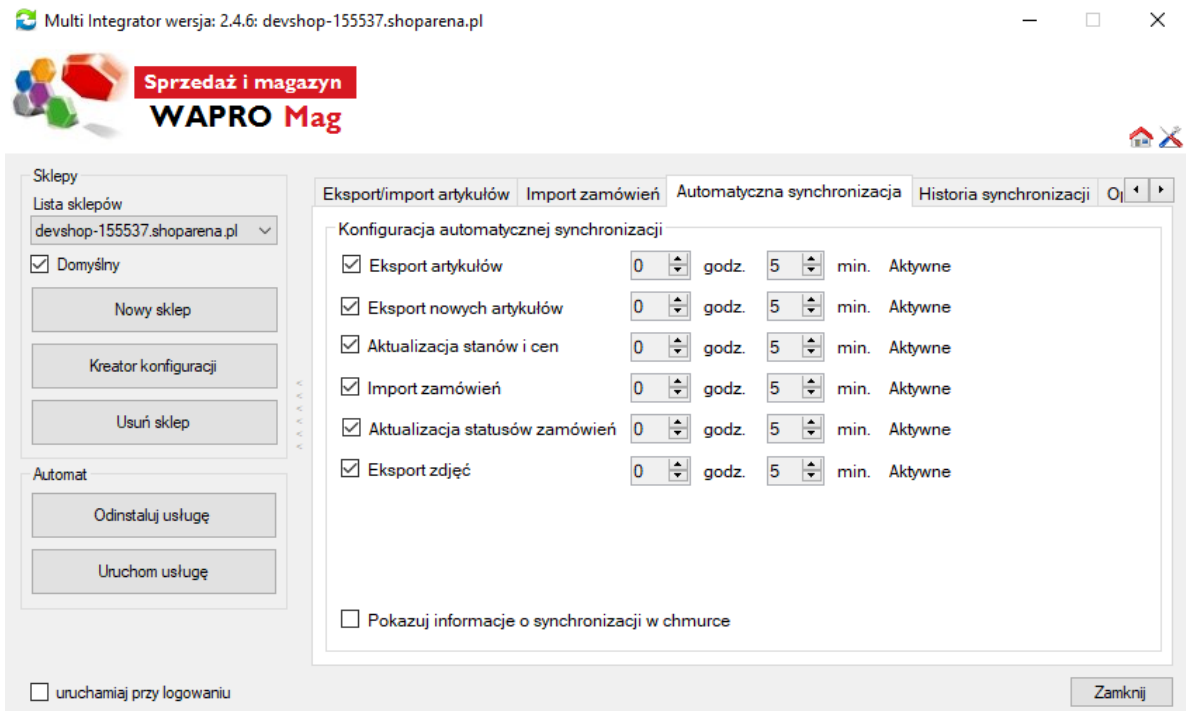 Multi Integrator wersja: 2.4.6: devshop-155537.shoparena.pl
Sprzedaż i magazyn
WAPRO Mag
Sklepy
Lista sklepów
devshop-155537.shoparena.pl
Domyślny
Nowy sklep
Kreator konfiguracji
Usuń sklep
Automat
Odinstaluj usługę
Uruchom usługę
uruchamiaj przy logowaniu
Eksport/import artykułów Import zamówień Automatyczna synchronizacja Historia synchronizacji
Konfiguracja automatycznej synchronizacji
Eksport artykułów 0 godz. 5 min. Aktywne
Eksport nowych artykułów 0 godz. 5 min. Aktywne
Aktualizacja stanów i cen 0 godz. 5 min. Aktywne
Import zamówień 0 godz. 5 min. Aktywne
Aktualizacja statusów zamówień 0 godz. 5 min. Aktywne
Eksport zdjęć 0 godz. 5 min. Aktywne
Pokazuj informacje o synchronizacji w chmurce
Zamknij